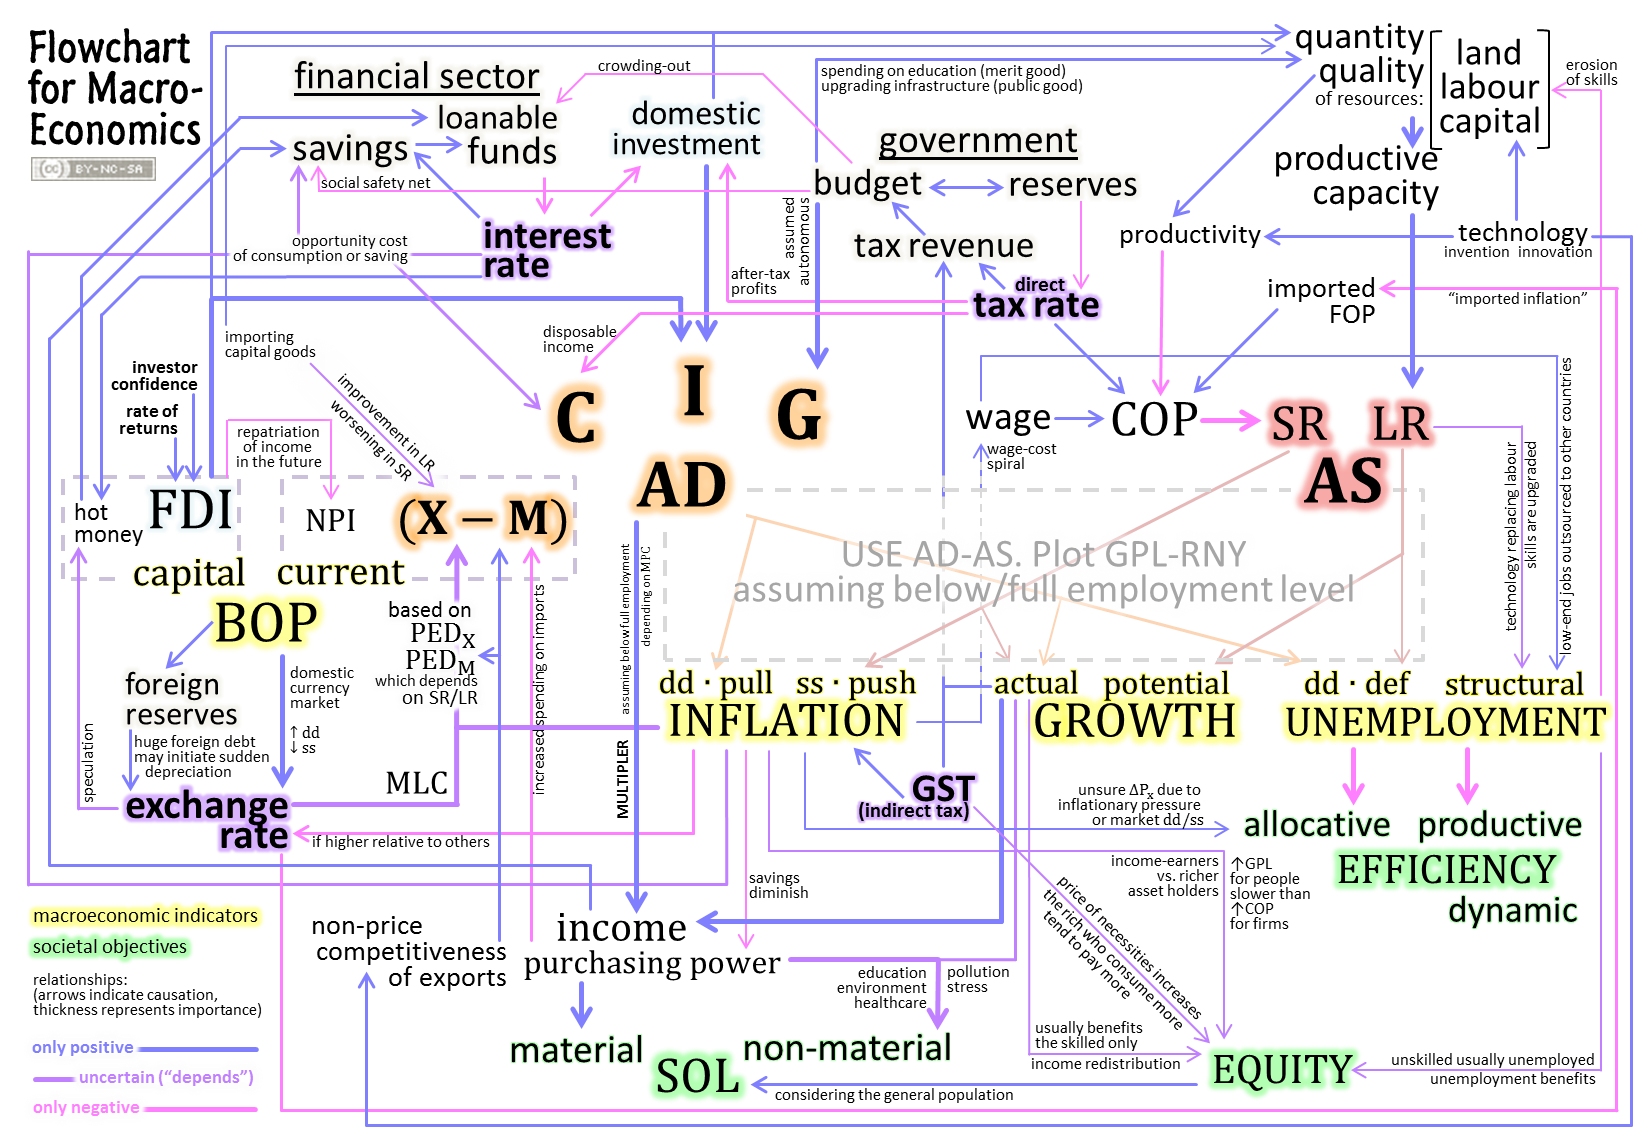 Flowchart
for Macro-
Economics
(cc) BY-NC-SA
financial sector
loanable
funds
savings
crowding-out
domestic
investment
social safety net
interest
rate
opportunity cost
of consumption or saving
spending on education (merit good)
upgrading infrastructure (public good)
government
budget
reserves
tax revenue
assumed
autonomous
after-tax
profits
direct
tax rate
disposable
income
quantity
quality
of resources:
land
labour
capital
erosion
of skills
productive
capacity
productivity
technology
invention innovation
imported
FOP
"imported inflation"
importing
capital goods
investor
confidence
rate of
returns
improvement in LR
worsening in SR
repatriation
of income
in the future
C
I
G
AD
wage
wage-cost
spiral
COP
SR LR
AS
technology replacing labour
skills are upgraded
low-end jobs outsourced to other countries
hot
money
FDI
NPI
(X – M)
capital
current
BOP
USE AD-AS. Plot GPL-RNY
assuming below/full employment level
based on
PEDX
PEDM
which depends
on SR/LR
increased spending on imports
assuming below full employment
depending on MPC
MULTIPLER
foreign
reserves
huge foreign debt
may initiate sudden
depreciation
domestic
currency
market
↑ dd
↓ ss
speculation
MLC
exchange
rate
if higher relative to others
dd · pull ss · push
INFLATION
actual potential
GROWTH
dd · def structural
UNEMPLOYMENT
GST
(indirect tax)
unsure ΔPx due to
inflationary pressure
or market dd/ss
allocative productive
EFFICIENCY
dynamic
income-earners
vs. richer
asset holders
↑GPL
for people
slower than
↑COP
for firms
savings
diminish
price of necessities increases
the rich who consume more
tend to pay more
macroeconomic indicators
societal objectives
relationships:
(arrows indicate causation,
thickness represents importance)
only positive
uncertain ("depends")
only negative
non-price
competitiveness
of exports
income
purchasing power
education
environment
healthcare
pollution
stress
material
SOL
non-material
usually benefits
the skilled only
income redistribution
EQUITY
unskilled usually unemployed
unemployment benefits
considering the general population